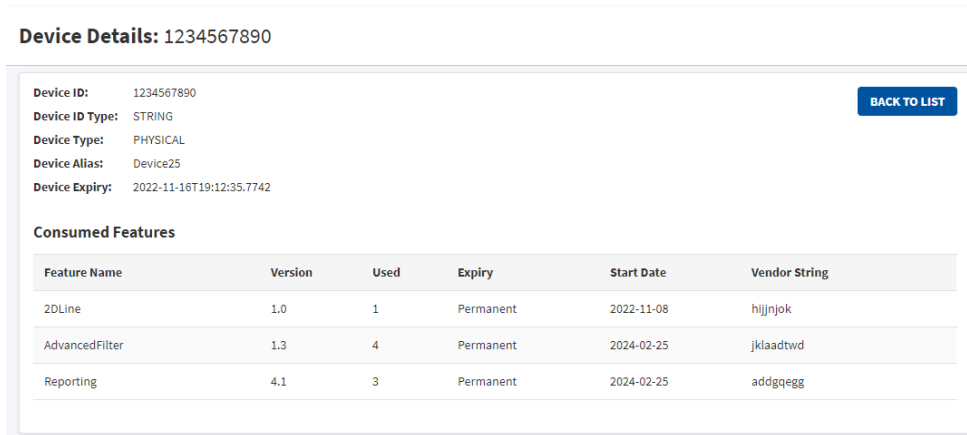 Device Details: 1234567890
BACK TO LIST
Device ID: 1234567890
Device ID Type: STRING
Device Type: PHYSICAL
Device Alias: Device25
Device Expiry: 2022-11-16T19:12:35.7742
Consumed Features
Feature Name Version Used Expiry Start Date Vendor String
2DLine 1.0 1 Permanent 2022-11-08 hijjnjok
AdvancedFilter 1.3 4 Permanent 2024-02-25 jklaadtwd
Reporting 4.1 3 Permanent 2024-02-25 addgqegg